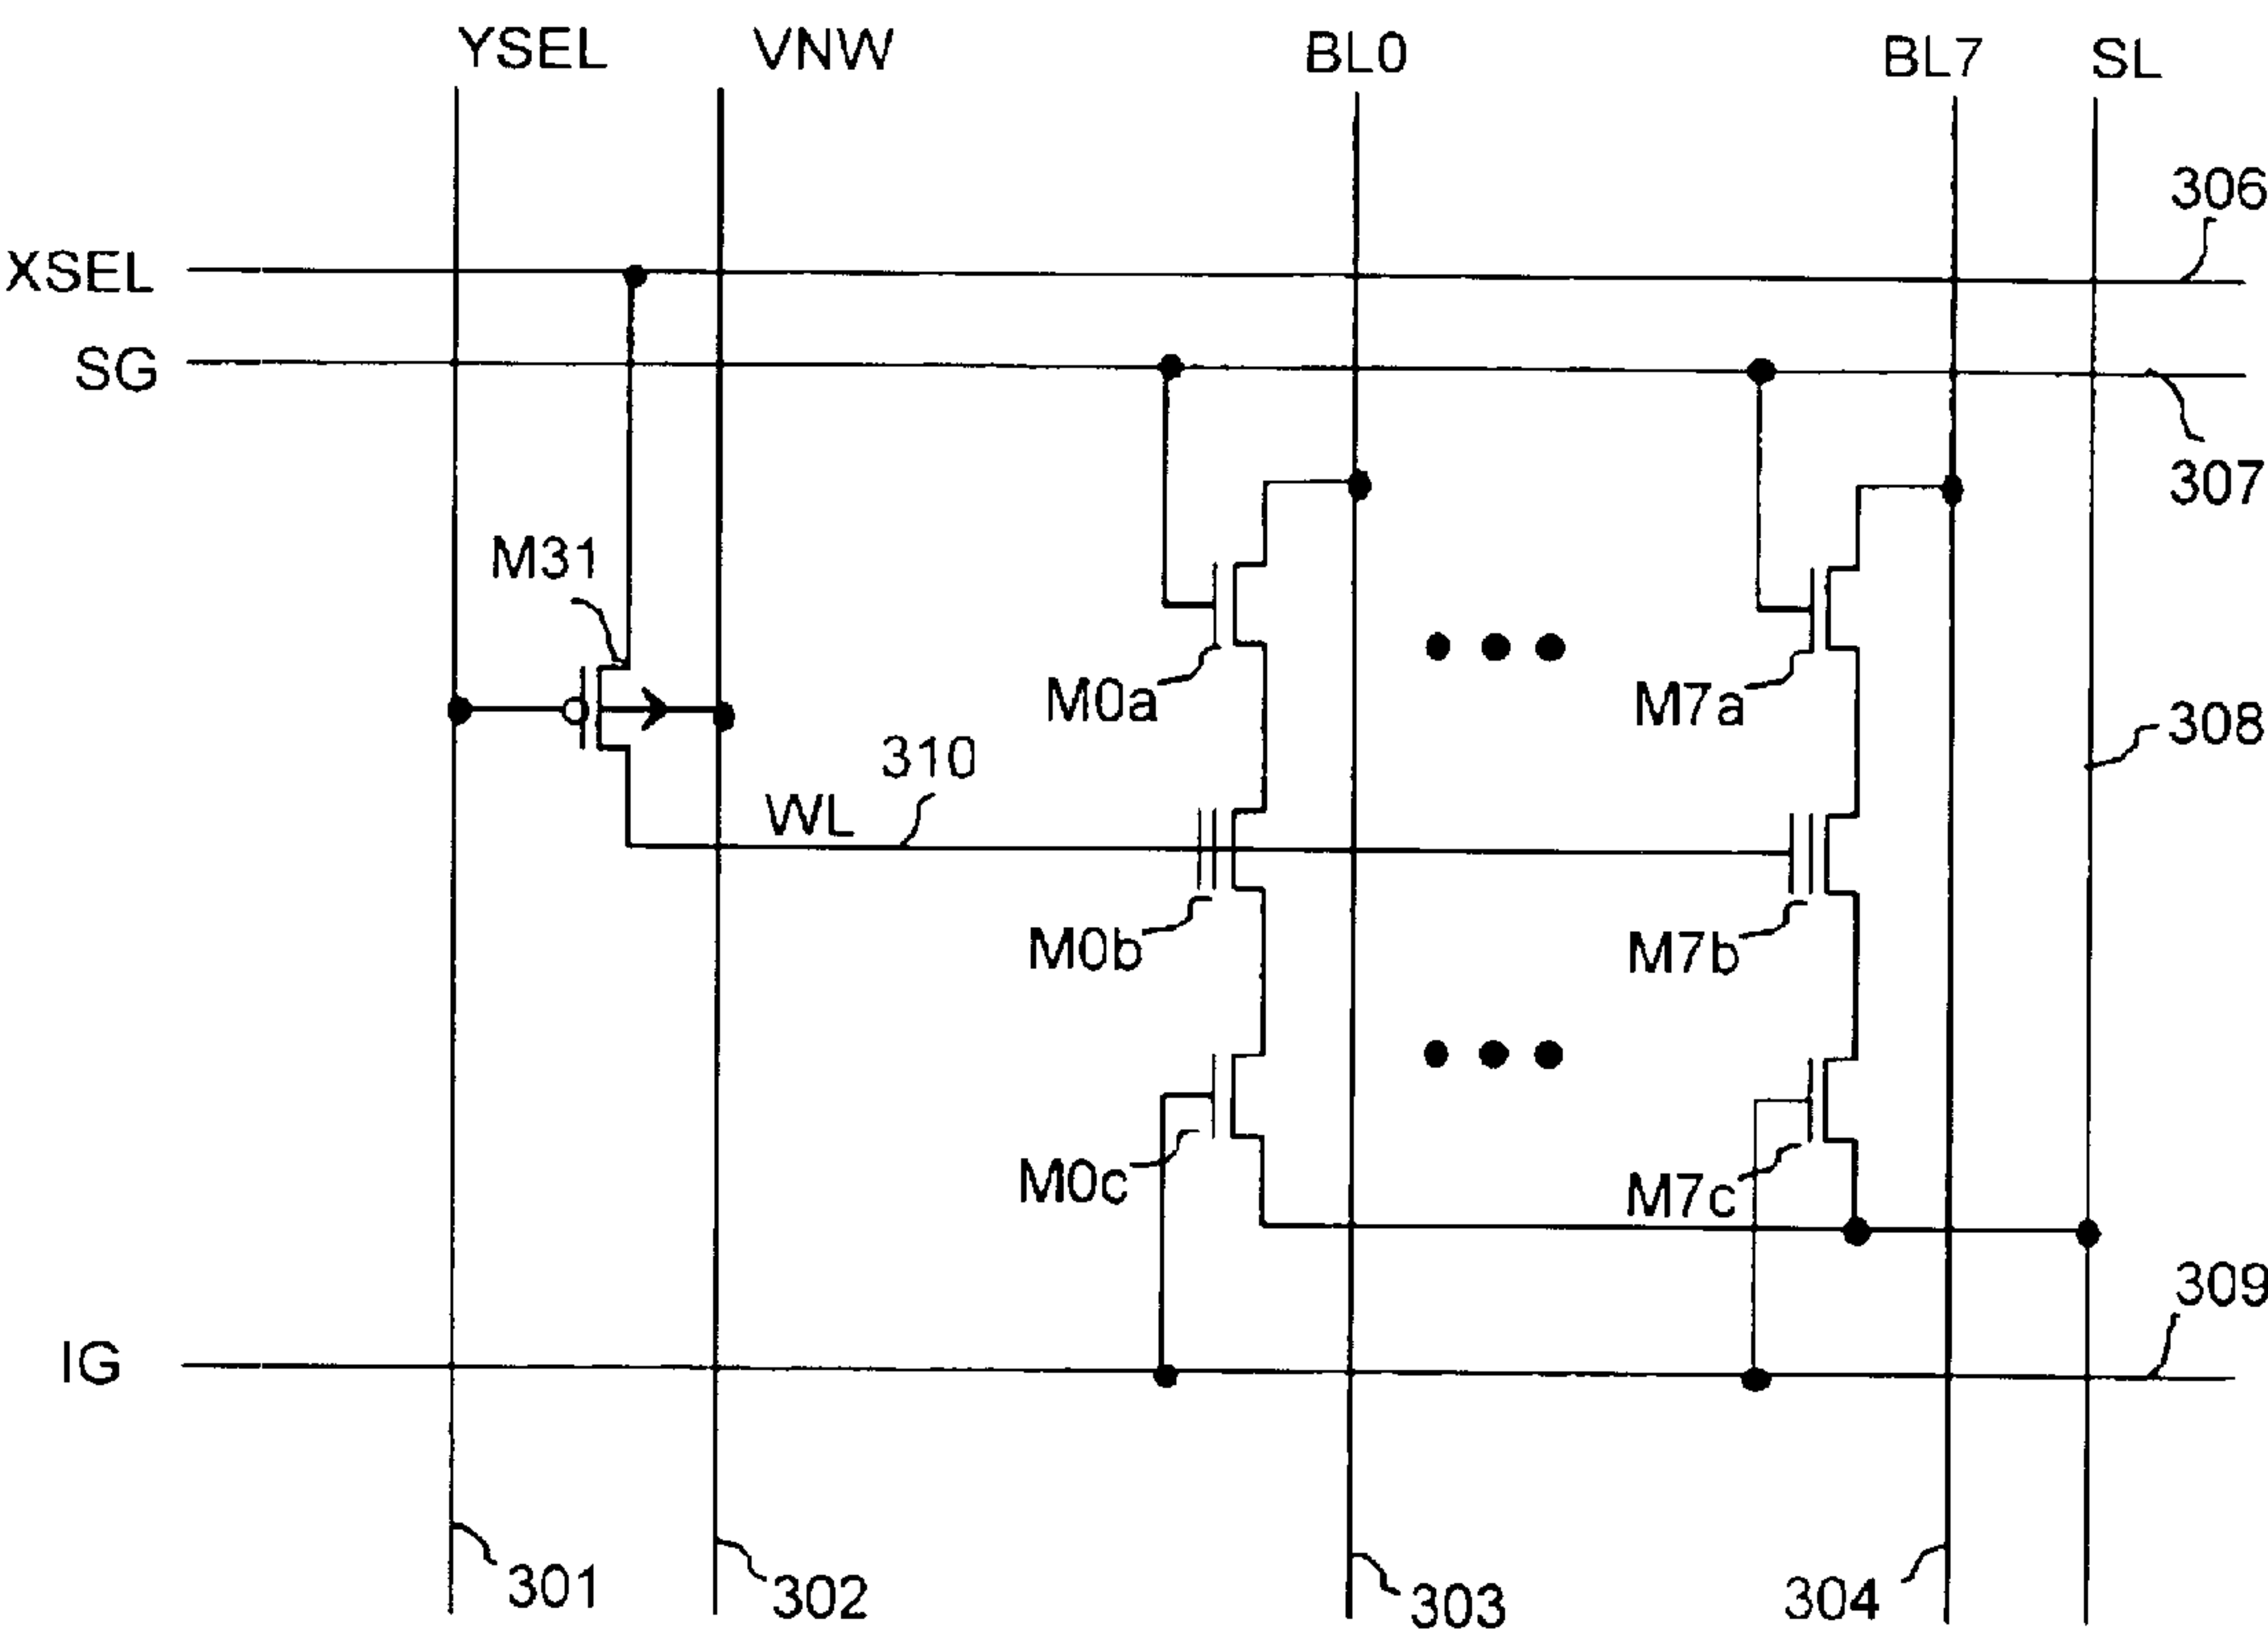 YSEL
VNW
BL0
BL7
SL
306
XSEL
SG
307
M31
M0a
M7a
308
310
WL
M0b
M7b
M0c
M7c
309
IG
301
302
303
304